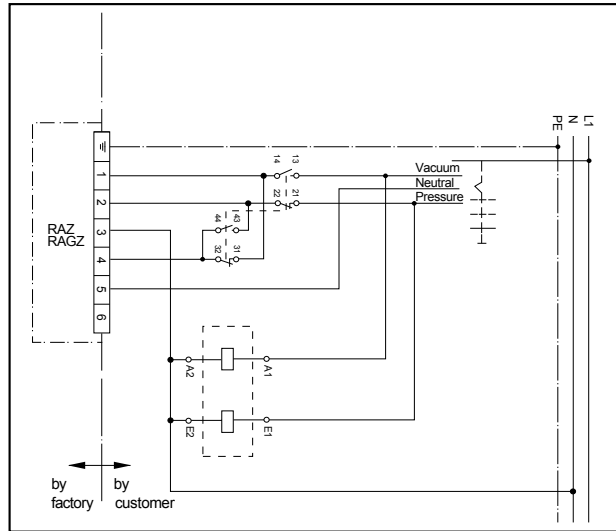 PE
N
L1
14
13
Vacuum
1
Neutral
22
21
Pressure
2
RAZ
RAGZ
3
44
43
4
32
31
5
6
A2
A1
E2
E1
by
factory
by
customer